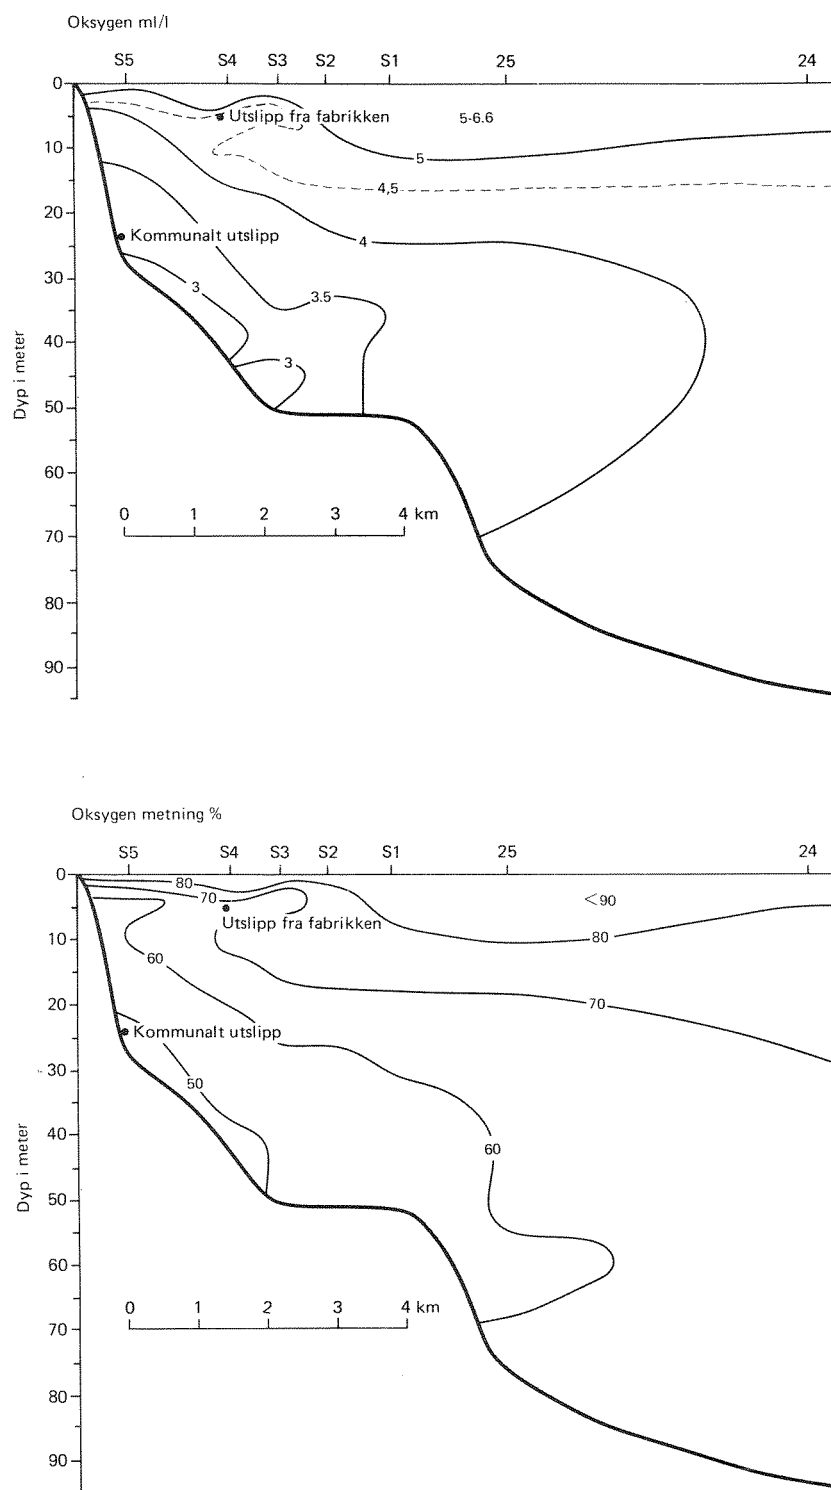 Oksygen ml/l
S5 S4 S3 S2 S1 25 24
0
Utslipp fra fabrikken 5-6.6
10
5
4,5
20
Kommunalt utslipp
4
30
3
3.5
40
3
Dyp i meter
50
60
0 1 2 3 4 km
70
80
90
Oksygen metning %
S5 S4 S3 S2 S1 25 24
0
80
70
<90
Utslipp fra fabrikken
10
80
60
20
70
Kommunalt utslipp
30
50
40
60
Dyp i meter
50
60
0 1 2 3 4 km
70
80
90